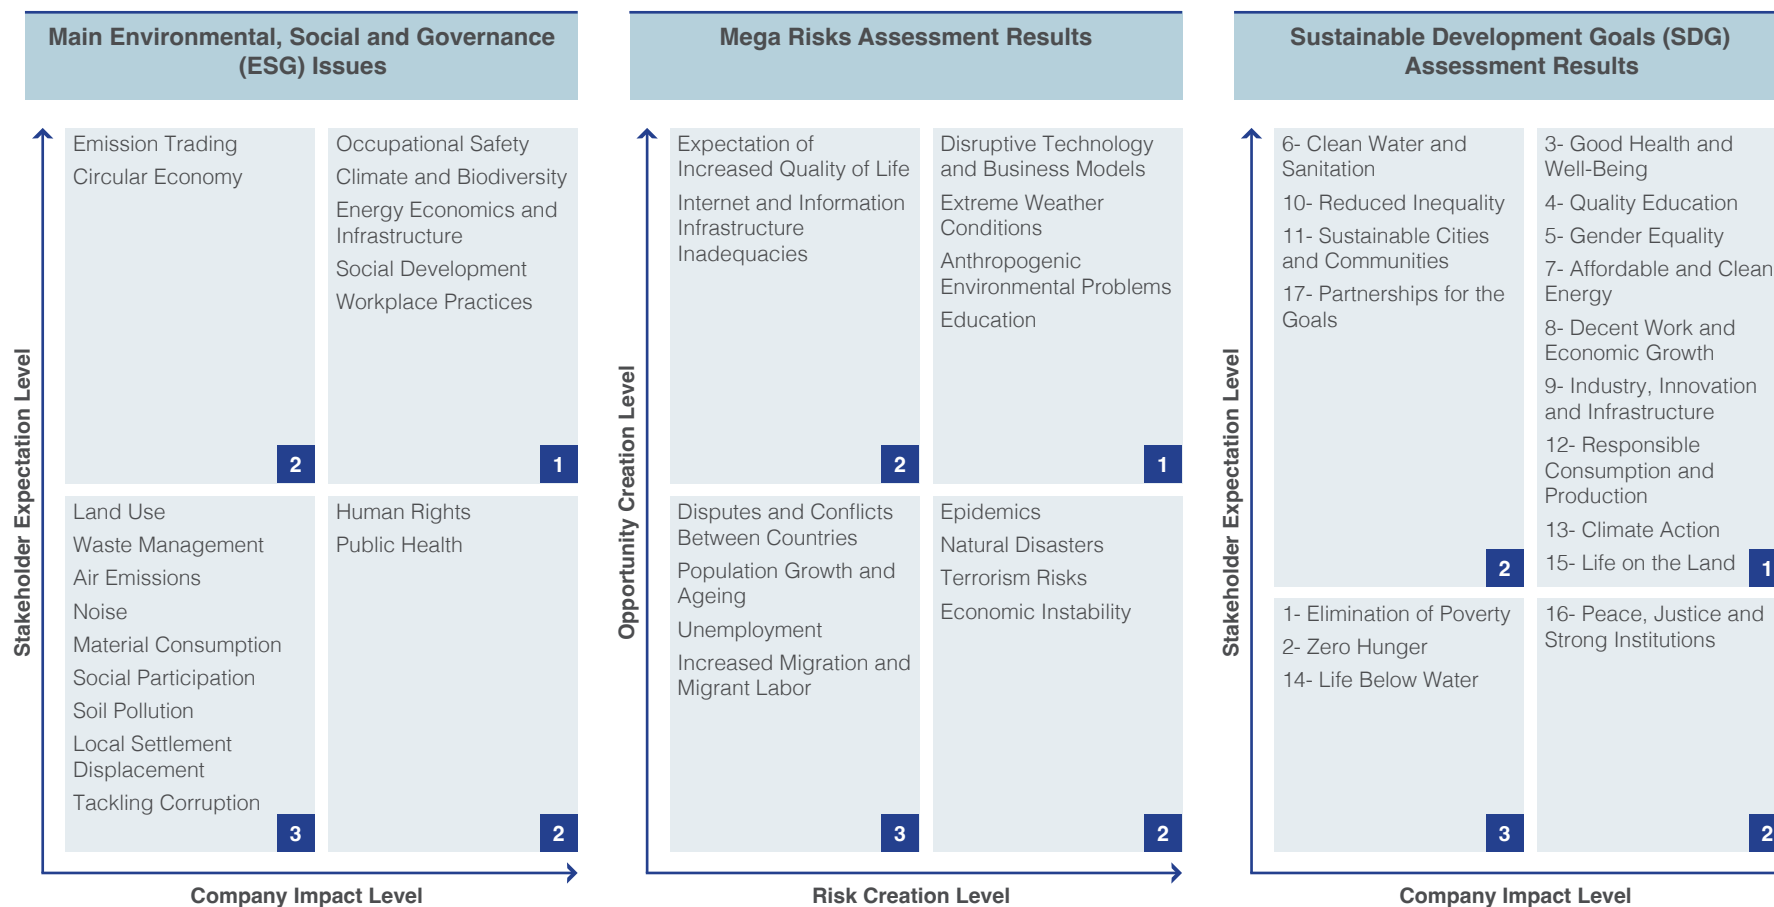 Main Environmental, Social and Governance
(ESG) Issues
Stakeholder Expectation Level
Emission Trading
Circular Economy
2
Occupational Safety
Climate and Biodiversity
Energy Economics and
Infrastructure
Social Development
Workplace Practices
1
Land Use
Waste Management
Air Emissions
Noise
Material Consumption
Social Participation
Soil Pollution
Local Settlement
Displacement
Tackling Corruption
3
Human Rights
Public Health
2
Company Impact Level
Mega Risks Assessment Results
Opportunity Creation Level
Expectation of
Increased Quality of Life
Internet and Information
Infrastructure
Inadequacies
2
Disruptive Technology
and Business Models
Extreme Weather
Conditions
Anthropogenic
Environmental Problems
Education
1
Disputes and Conflicts
Between Countries
Population Growth and
Ageing
Unemployment
Increased Migration and
Migrant Labor
3
Epidemics
Natural Disasters
Terrorism Risks
Economic Instability
2
Risk Creation Level
Sustainable Development Goals (SDG)
Assessment Results
Stakeholder Expectation Level
6- Clean Water and
Sanitation
10- Reduced Inequality
11- Sustainable Cities
and Communities
17- Partnerships for the
Goals
2
3- Good Health and
Well-Being
4- Quality Education
5- Gender Equality
7- Affordable and Clean
Energy
8- Decent Work and
Economic Growth
9- Industry, Innovation
and Infrastructure
12- Responsible
Consumption and
Production
13- Climate Action
15- Life on the Land
1
1- Elimination of Poverty
2- Zero Hunger
14- Life Below Water
3
16- Peace, Justice and
Strong Institutions
2
Company Impact Level